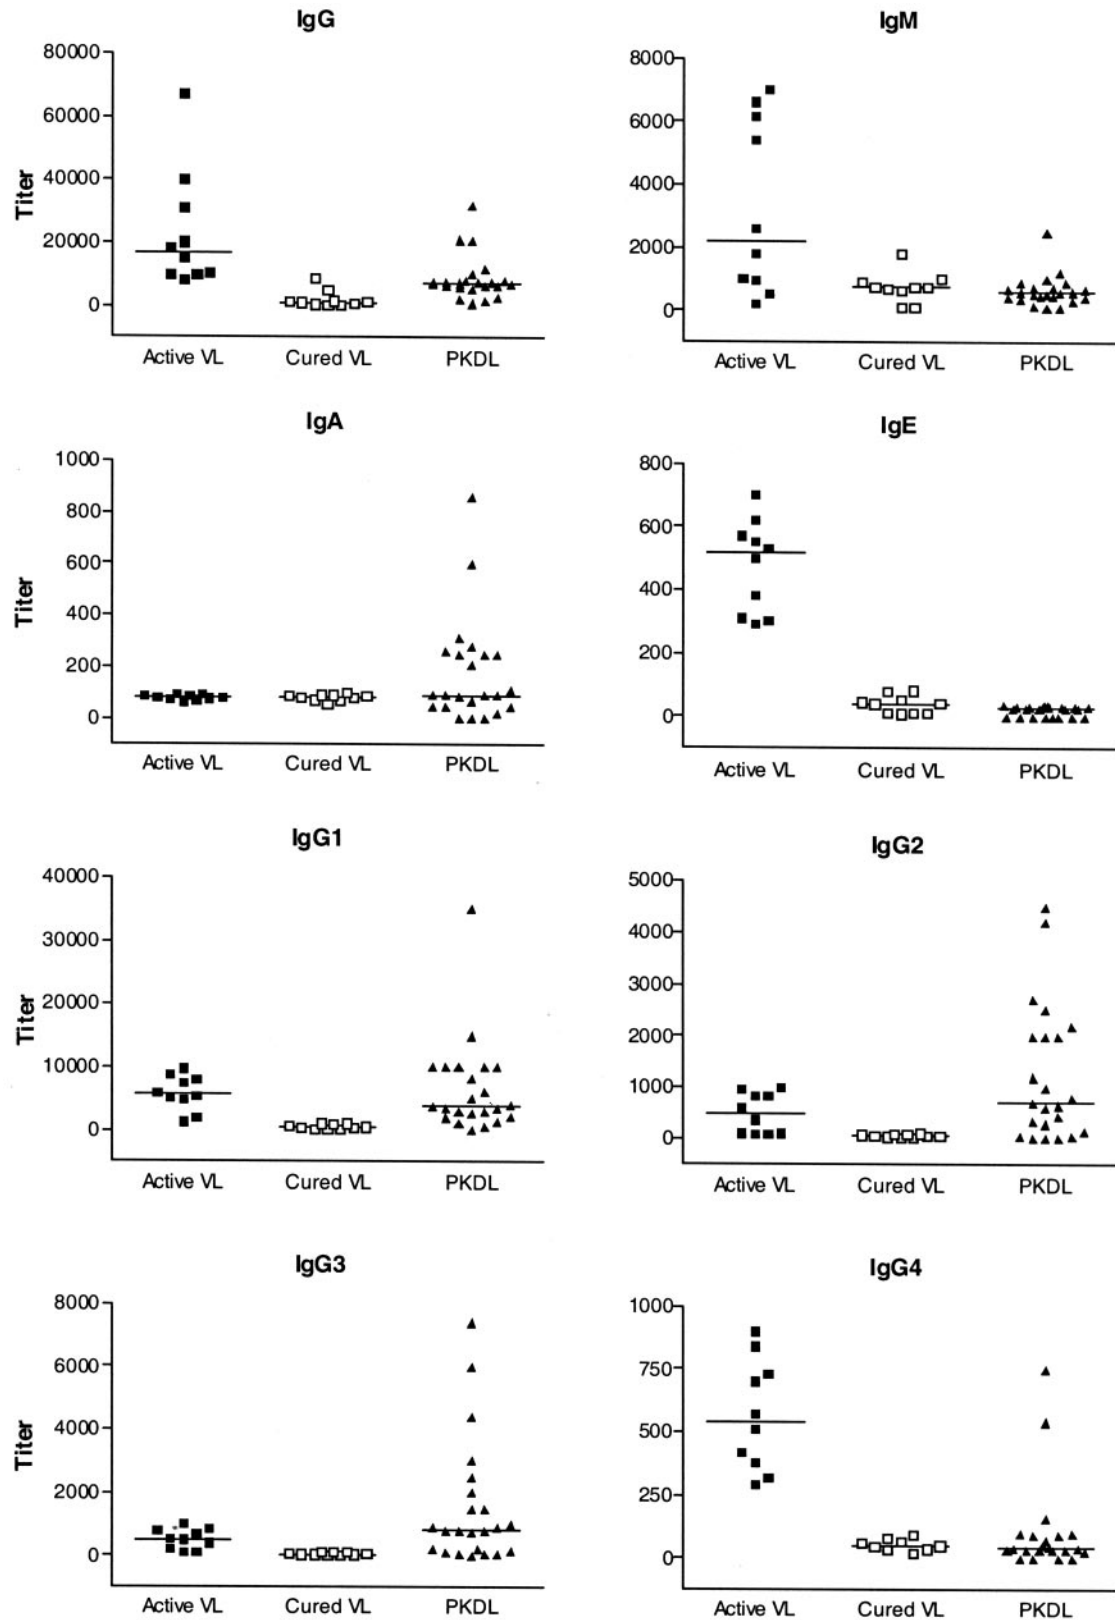 IgG
80000
60000
40000
20000
0
Titer
Active VL
Cured VL
PKDL
IgM
8000
6000
4000
2000
0
Active VL
Cured VL
PKDL
IgA
1000
800
600
400
200
0
Titer
Active VL
Cured VL
PKDL
IgE
800
600
400
200
0
Active VL
Cured VL
PKDL
IgG1
40000
30000
20000
10000
0
Titer
Active VL
Cured VL
PKDL
IgG2
5000
4000
3000
2000
1000
0
Active VL
Cured VL
PKDL
IgG3
8000
6000
4000
2000
0
Titer
Active VL
Cured VL
PKDL
IgG4
1000
750
500
250
0
Active VL
Cured VL
PKDL